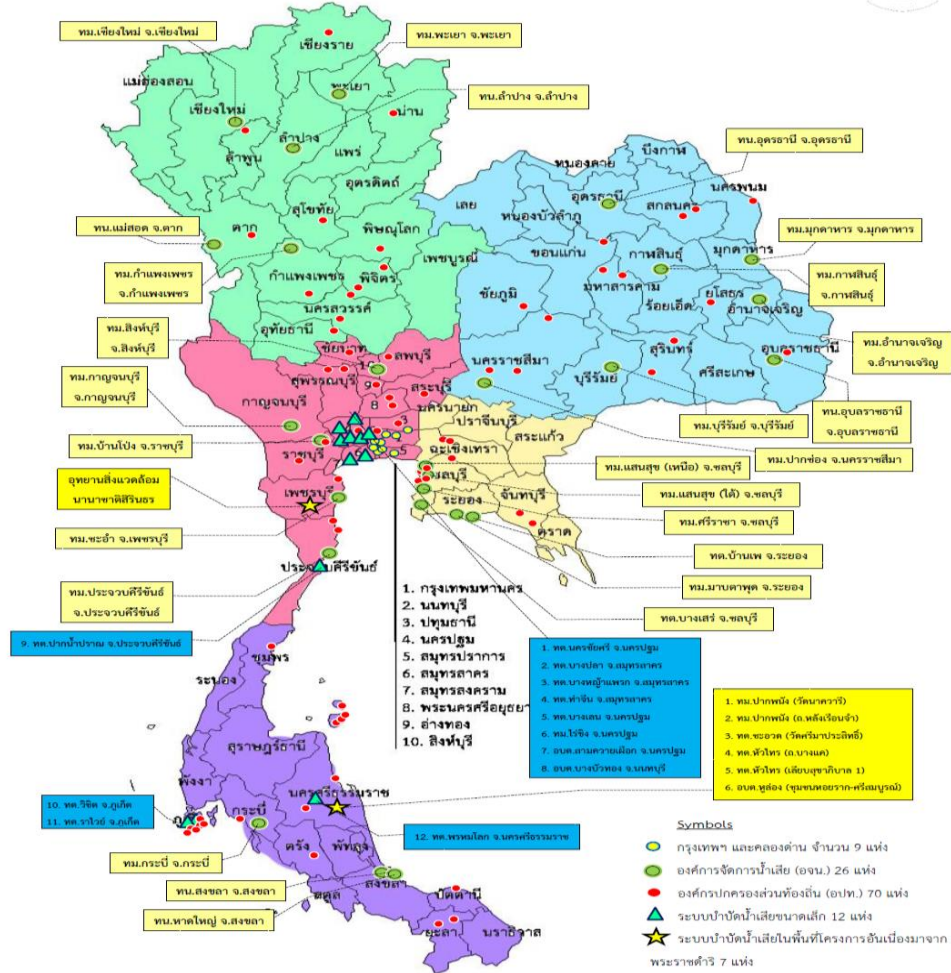 ทม.เชียงใหม่ จ.เชียงใหม่
ทม.พะเยา จ.พะเยา
ทน.ลำปาง จ.ลำปาง
ทน.อุดรธานี จ.อุดรธานี
ทน.แม่สอด จ.ตาก
ทม.มุกดาหาร จ.มุกดาหาร
ทม.กำแพงเพชร
จ.กำแพงเพชร
ทม.กาฬสินธุ์
จ.กาฬสินธุ์
ทม.สิงห์บุรี
จ.สิงห์บุรี
ทม.อำนาจเจริญ
จ.อำนาจเจริญ
ทม.กาญจนบุรี
จ.กาญจนบุรี
ทน.อุบลราชธานี
จ.อุบลราชธานี
ทม.บ้านโป่ง จ.ราชบุรี
ทม.บุรีรัมย์ จ.บุรีรัมย์
ทม.ปากช่อง จ.นครราชสีมา
อุทยานสิ่งแวดล้อม
นานาชาติสิรินธร
ทม.แสนสุข (เหนือ) จ.ชลบุรี
ทม.แสนสุข (ใต้) จ.ชลบุรี
ทม.ศรีราชา จ.ชลบุรี
ทม.ชะอำ จ.เพชรบุรี
ทต.บ้านเพ จ.ระยอง
ทม.มาบตาพุด จ.ระยอง
ทม.ประจวบคีรีขันธ์
จ.ประจวบคีรีขันธ์
ทต.บางเสร่ จ.ชลบุรี
เชียงราย
แม่ฮ่องสอน
พะเยา
เชียงใหม่
น่าน
ลำปาง
ลำพูน
แพร่
อุตรดิตถ์
สุโขทัย
ตาก
พิษณุโลก
เพชบูรณ์
กำแพงเพชร
พิจิตร
นครสวรรค์
อุทัยธานี
บึงกาฬ
หนองคาย
เลย
อุดรธานี
นครพนม
หนองบัวลำภู
สกลนคร
ขอนแก่น
กาฬสินธุ์
มุกดาหาร
มหาสารคาม
ชัยภูมิ
ร้อยเอ็ด
ยโสธร
อำนาจเจริญ
นครราชสีมา
บุรีรัมย์
สุรินทร์
ศรีสะเกษ
อุบลราชธานี
ชัยนาท
ลพบุรี
10
สุพรรณบุรี
9
สระบุรี
กาญจนบุรี
8
นครนายก
3
5
6
ราชบุรี
เพชรบุรี
ประจวบคีรีขันธ์
ปราจีนบุรี
สระแก้ว
ฉะเชิงเทรา
ชลบุรี
ระยอง
จันทบุรี
ตราด
1. กรุงเทพมหานคร
2. นนทบุรี
3. ปทุมธานี
4. นครปฐม
5. สมุทรปราการ
6. สมุทรสาคร
7. สมุทรสงคราม
8. พระนครศรีอยุธยา
9. อ่างทอง
10. สิงห์บุรี
9. ทต.ปากน้ำปราณ จ.ประจวบคีรีขันธ์
1. ทต.นครชัยศรี จ.นครปฐม
2. ทต.บางปลา จ.สมุทรสาคร
3. ทต.บางหญ้าแพรก จ.สมุทรสาคร
4. ทต.ท่าจีน จ.สมุทรสาคร
5. ทต.บางเลน จ.นครปฐม
6. ทม.ไร่ขิง จ.นครปฐม
7. อบต.ลานควายเผือก จ.นครปฐม
8. อบต.บางบัวทอง จ.นนทบุรี
1. ทม.ปากพนัง (วัดนาควารี)
2. ทม.ปากพนัง (ถ.หลังเรือนจำ)
3. ทต.ชะอวด (วัดศรีมาประสิทธิ์)
4. ทต.หัวไทร (ถ.บางแค)
5. ทต.หัวไทร (เลียบสุขาภิบาล 1)
6. อบต.ทูล่อง (ชุมชนหอยราก-ศรีสมบูรณ์)
ชุมพร
ระนอง
สุราษฎร์ธานี
พังงา
นครศรีธรรมราช
กระบี่
ตรัง
พัทลุง
สตูล
สงขลา
ปัตตานี
ยะลา
นราธิวาส
10. ทต.วิชิต จ.ภูเก็ต
11. ทต.ราไวย์ จ.ภูเก็ต
12. ทต.พรหมโลก จ.นครศรีธรรมราช
ทม.กระบี่ จ.กระบี่
ทน.สงขลา จ.สงขลา
ทน.หาดใหญ่ จ.สงขลา
Symbols
กรุงเทพฯ และคลองด่าน จำนวน 9 แห่ง
องค์การจัดการน้ำเสีย (อจน.) 26 แห่ง
องค์กรปกครองส่วนท้องถิ่น (อปท.) 70 แห่ง
ระบบบำบัดน้ำเสียขนาดเล็ก 12 แห่ง
ระบบบำบัดน้ำเสียในพื้นที่โครงการอันเนื่องมาจาก
พระราชดำริ 7 แห่ง